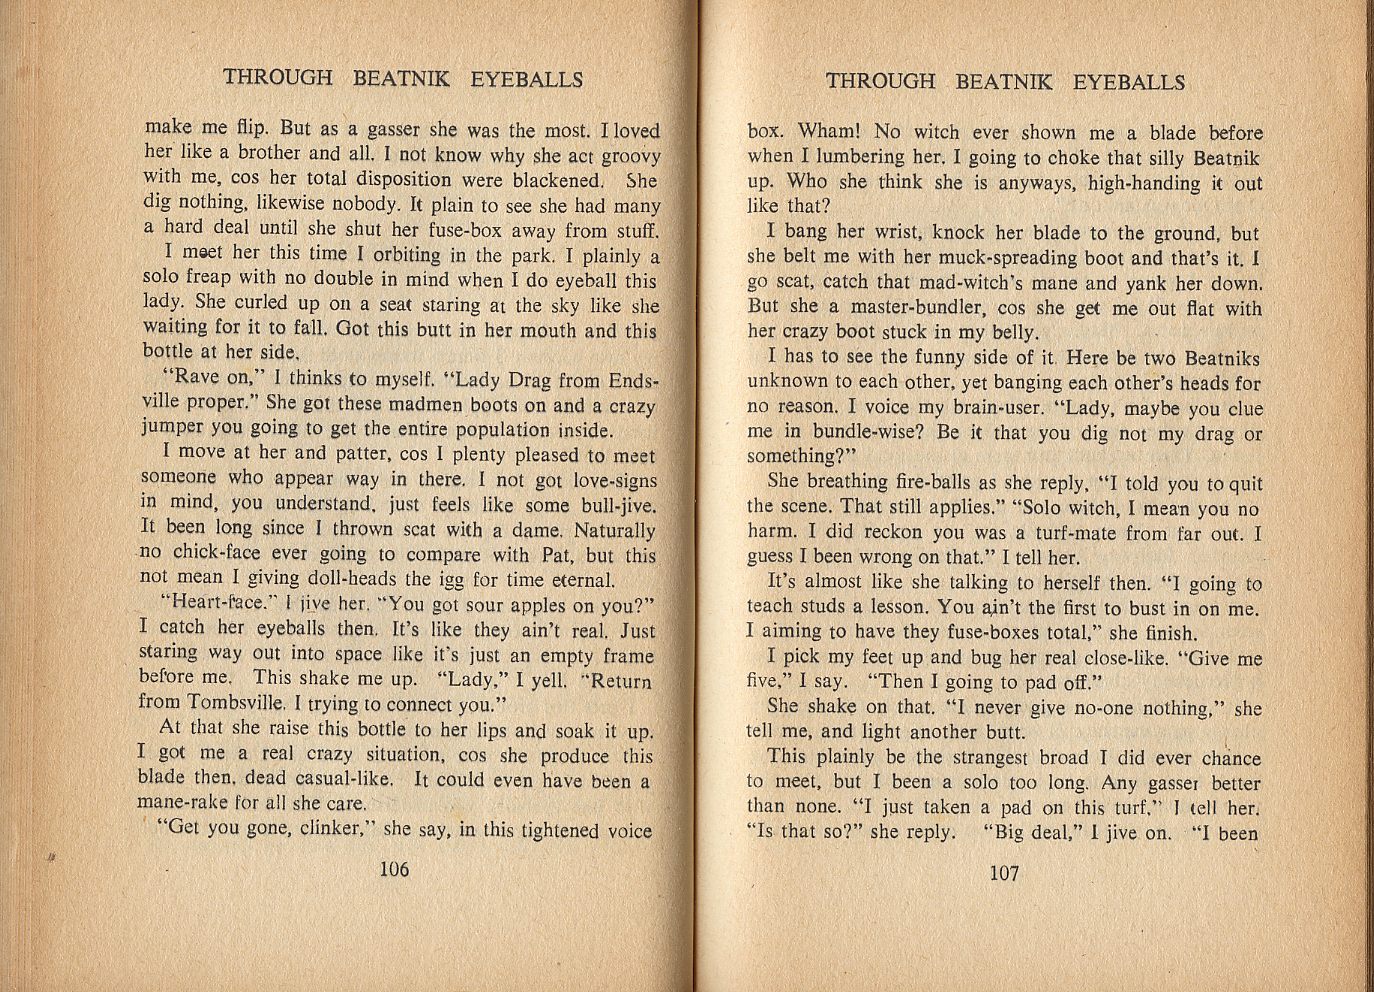 THROUGH BEATNIK EYEBALLS
make me flip. But as a gasser she was the most. I loved
her like a brother and all. I not know why she act groovy
with me, cos her total disposition were blackened. She
dig nothing, likewise nobody. It plain to see she had many
a hard deal until she shut her fuse-box away from stuff.
I meet her this time I orbiting in the park. I plainly a
solo freap with no double in mind when I do eyeball this
lady. She curled up on a seat staring at the sky like she
waiting for it to fall. Got this butt in her mouth and this
bottle at her side.
“Rave on,” I thinks to myself. “Lady Drag from Ends-
ville proper.” She got these madmen boots on and a crazy
jumper you going to get the entire population inside.
I move at her and patter, cos I plenty pleased to meet
someone who appear way in there. I not got love-signs
in mind, you understand, just feels like some bull-jive.
It been long since I thrown scat with a dame. Naturally
no chick-face ever going to compare with Pat, but this
not mean I giving doll-heads the igg for time eternal.
“Heart-face.” I jive her. “You got sour apples on you?”
I catch her eyeballs then. It’s like they ain’t real. Just
staring way out into space like it’s just an empty frame
before me. This shake me up. “Lady,” I yell. “Return
from Tombsville. I trying to connect you.”
At that she raise this bottle to her lips and soak it up.
I got me a real crazy situation, cos she produce this
blade then, dead casual-like. It could even have been a
mane-rake for all she care.
“Get you gone, clinker,” she say, in this tightened voice
106
THROUGH BEATNIK EYEBALLS
box. Wham! No witch ever shown me a blade before
when I lumbering her. I going to choke that silly Beatnik
up. Who she think she is anyways, high-handing it out
like that?
I bang her wrist, knock her blade to the ground, but
she belt me with her muck-spreading boot and that’s it. I
go scat, catch that mad-witch’s mane and yank her down.
But she a master-bundler, cos she get me out flat with
her crazy boot stuck in my belly.
I has to see the funny side of it. Here be two Beatniks
unknown to each other, yet banging each other’s heads for
no reason. I voice my brain-user. “Lady, maybe you clue
me in bundle-wise? Be it that you dig not my drag or
something?”
She breathing fire-balls as she reply, “I told you to quit
the scene. That still applies.” “Solo witch, I mean you no
harm. I did reckon you was a turf-mate from far out. I
guess I been wrong on that.” I tell her.
It’s almost like she talking to herself then. “I going to
teach studs a lesson. You ain’t the first to bust in on me.
I aiming to have they fuse-boxes total,” she finish.
I pick my feet up and bug her real close-like. “Give me
five,” I say. “Then I going to pad off.”
She shake on that. “I never give no-one nothing,” she
tell me, and light another butt.
This plainly be the strangest broad I did ever chance
to meet, but I been a solo too long. Any gasser better
than none. “I just taken a pad on this turf,” I tell her.
“Is that so?” she reply. “Big deal,” I jive on. “I been
107